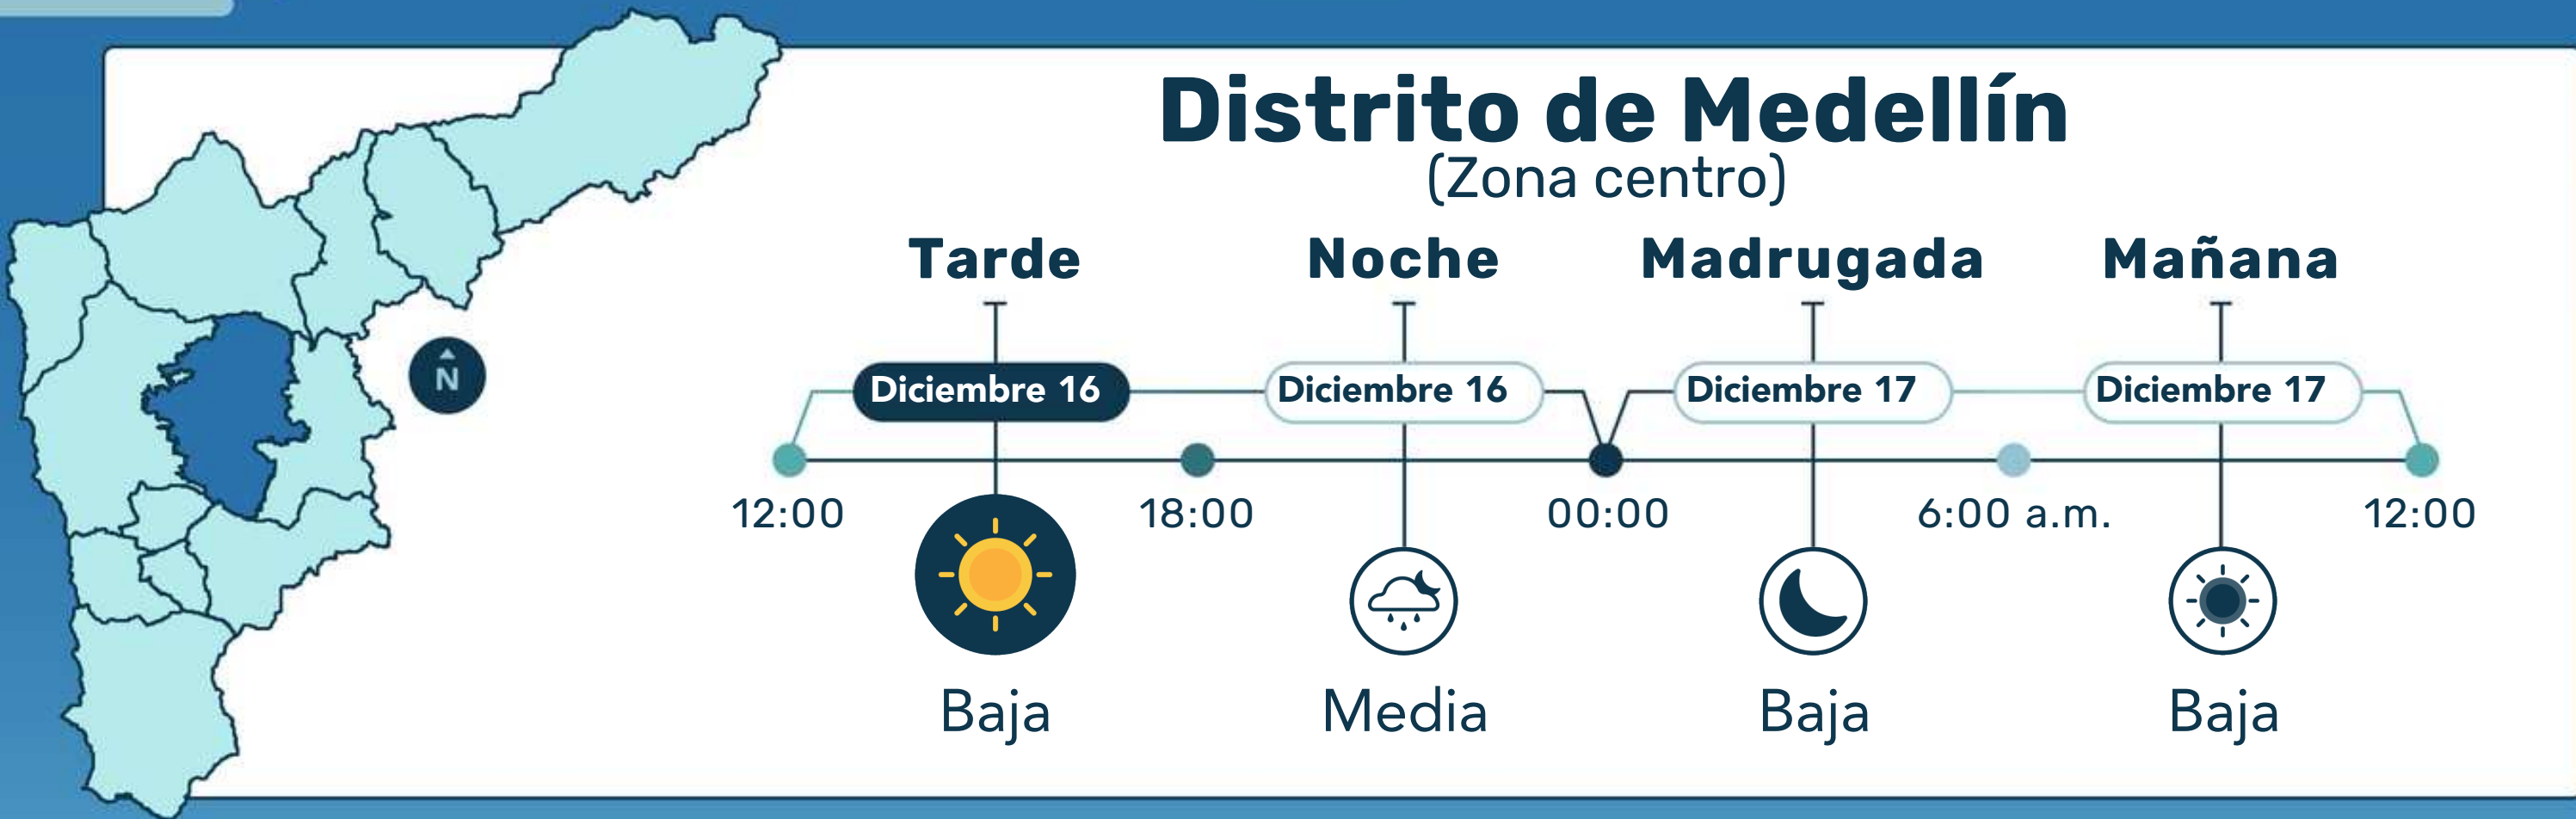 Distrito de Medellín
(Zona centro)
Tarde Noche Madrugada Mañana
Diciembre 16 Diciembre 16 Diciembre 17 Diciembre 17
N
12:00 18:00 00:00 6:00 a.m. 12:00
Baja Media Baja Baja